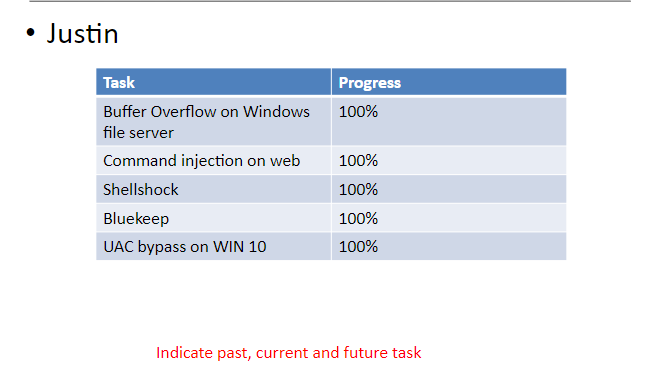 • Justin
Task Progress
Buffer Overflow on Windows 100%
file server
Command injection on web 100%
Shellshock 100%
Bluekeep 100%
UAC bypass on WIN 10 100%
Indicate past, current and future task